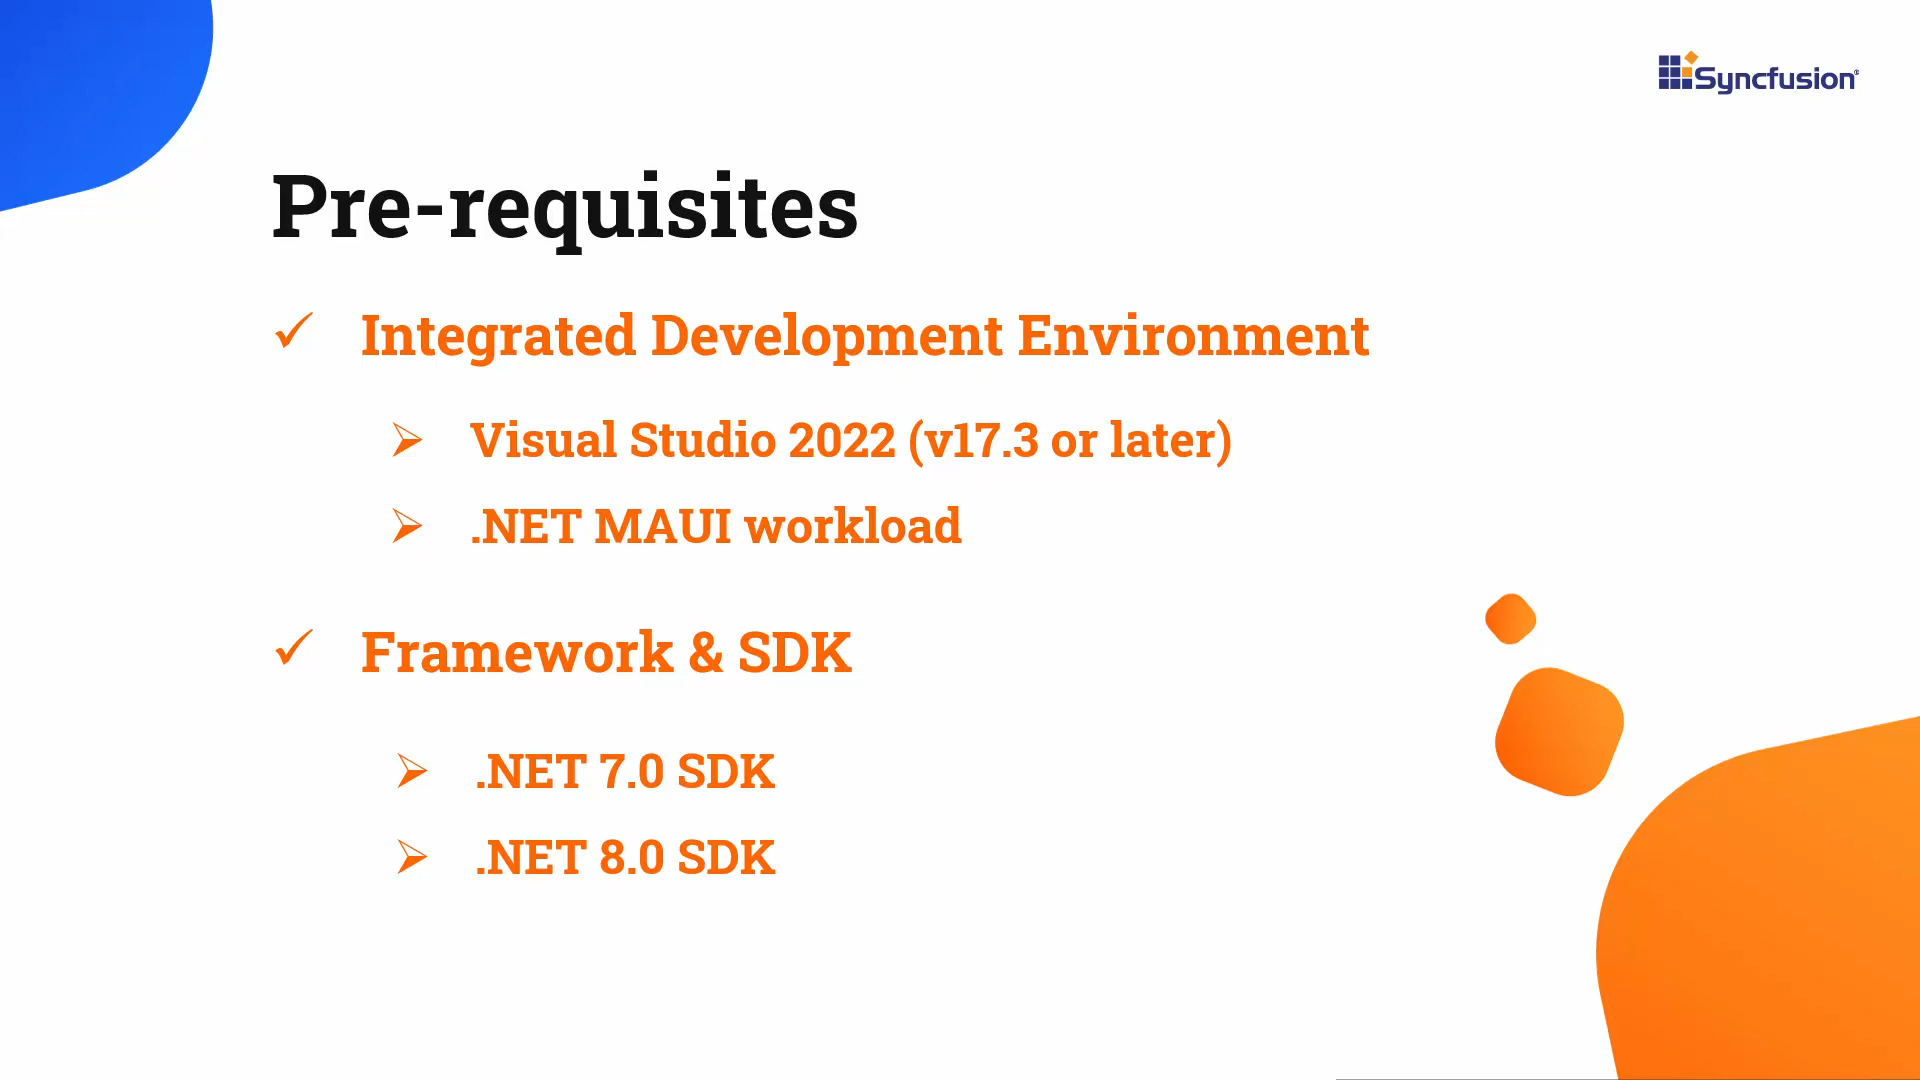 Syncfusion®
Pre-requisites
✓ Integrated Development Environment
➢ Visual Studio 2022 (v17.3 or later)
➢ .NET MAUI workload
✓ Framework & SDK
➢ .NET 7.0 SDK
➢ .NET 8.0 SDK